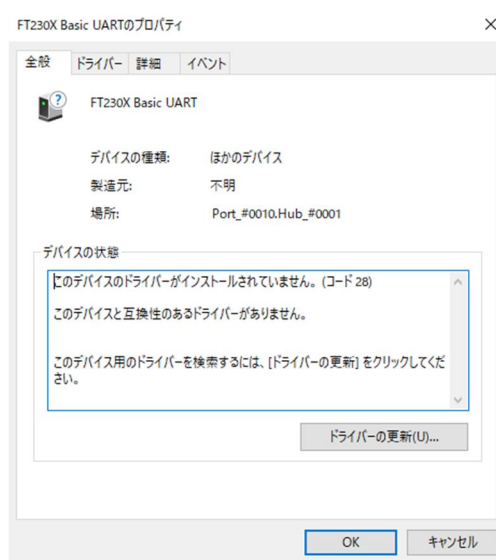 FT230X Basic UARTのプロパティ
全般 ドライバー 詳細 イベント
FT230X Basic UART
デバイスの種類: ほかのデバイス
製造元: 不明
場所: Port_#0010.Hub_#0001
デバイスの状態
このデバイスのドライバーがインストールされていません。(コード 28)
このデバイスと互換性のあるドライバーがありません。
このデバイス用のドライバーを検索するには、[ドライバーの更新] をクリックしてくだ
さい。
ドライバーの更新(U)...
OK キャンセル